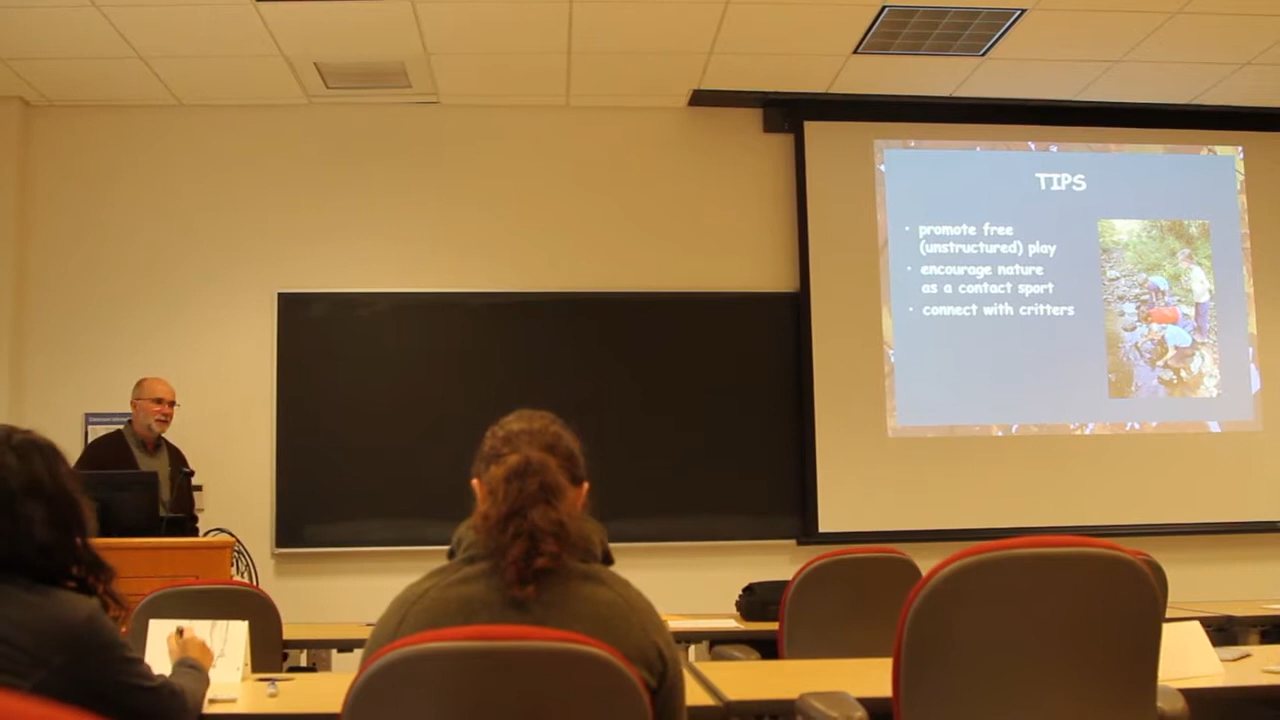 TIPS
• promote free
(unstructured) play
• encourage nature
as a contact sport
• connect with critters